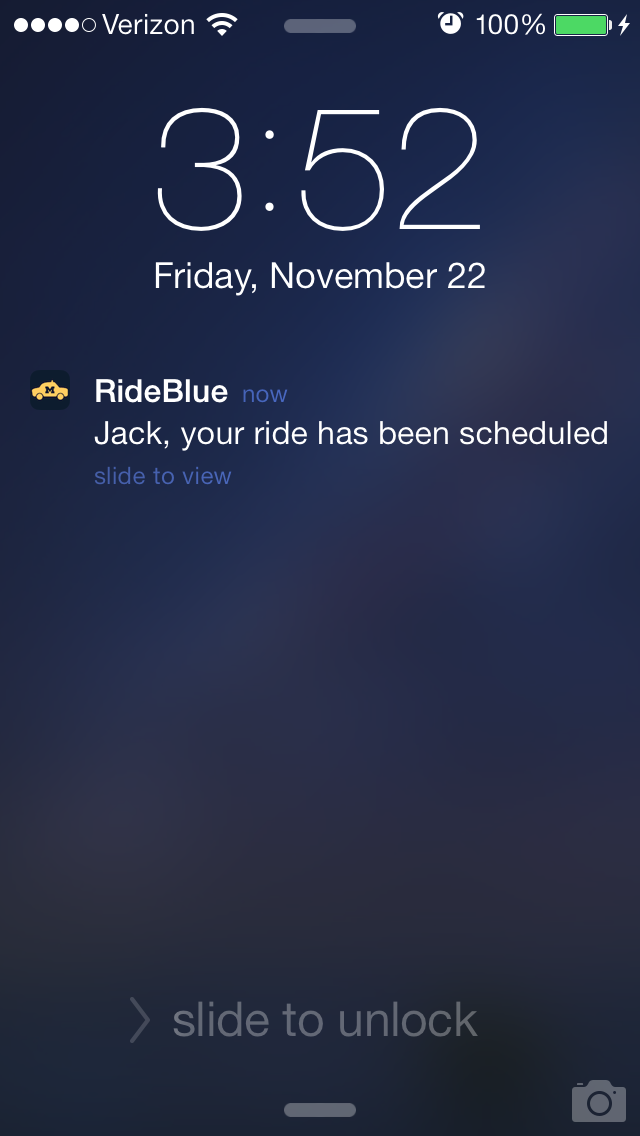 Verizon 100%
3:52
Friday, November 22
M
RideBlue now
Jack, your ride has been scheduled
slide to view
slide to unlock